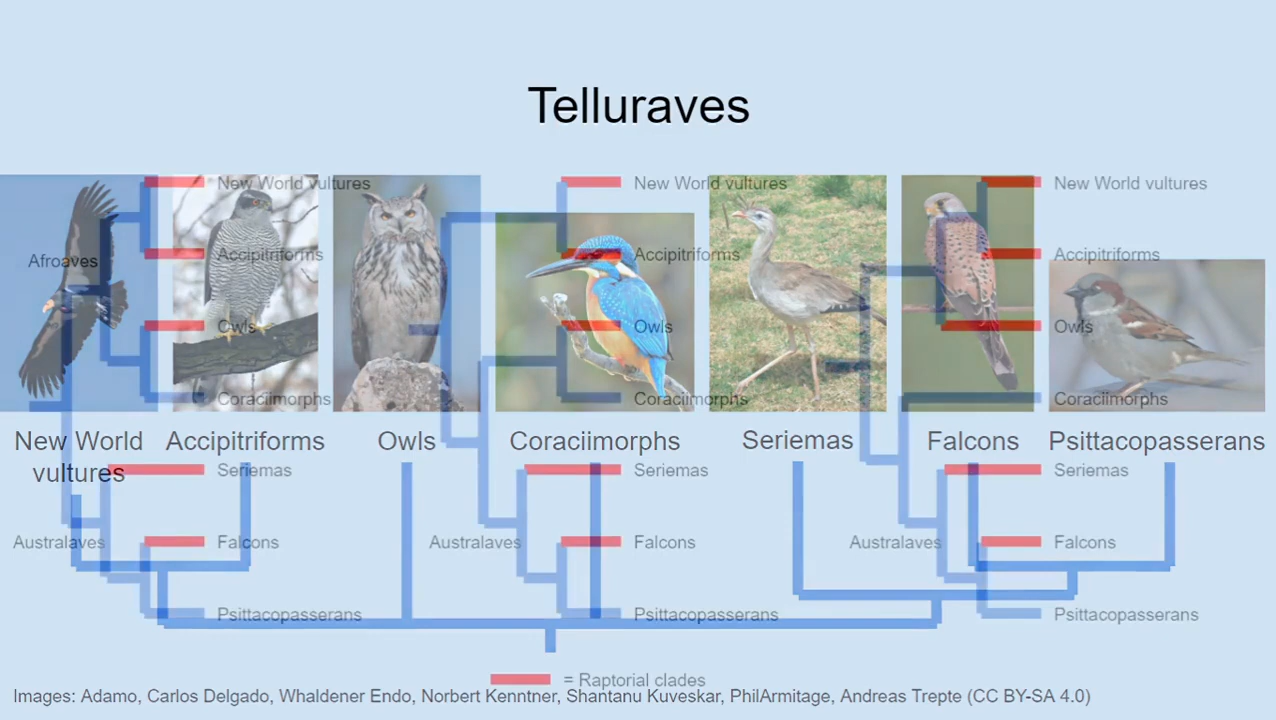 Telluraves
New World vultures
New World vultures
New World vultures
Afroaves
Accipitriforms
Accipitriforms
Accipitriforms
Owls
Owls
Owls
Coraciimorphs
Coraciimorphs
Coraciimorphs
New World
vultures
Accipitriforms
Owls
Coraciimorphs
Seriemas
Falcons
Psittacopasserans
Seriemas
Seriemas
Seriemas
Australaves
Falcons
Australaves
Falcons
Australaves
Falcons
Psittacopasserans
Psittacopasserans
Psittacopasserans
= Raptorial clades
Images: Adamo, Carlos Delgado, Whaldener Endo, Norbert Kenntner, Shantanu Kuveskar, PhilArmitage, Andreas Trepte (CC BY-SA 4.0)